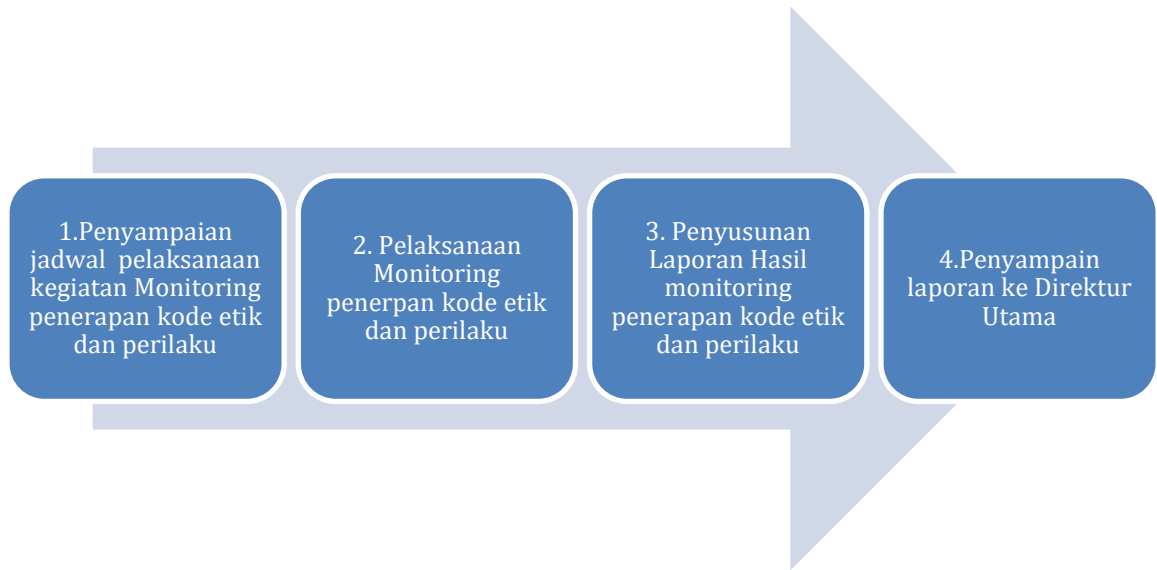 1.Penyampaian
jadwal  pelaksanaan
kegiatan Monitoring
penerapan kode etik
dan perilaku
2. Pelaksanaan
Monitoring
penerpan kode etik
dan perilaku
3. Penyusunan
Laporan Hasil
monitoring
penerapan kode etik
dan perilaku
4.Penyampain
laporan ke Direktur
Utama